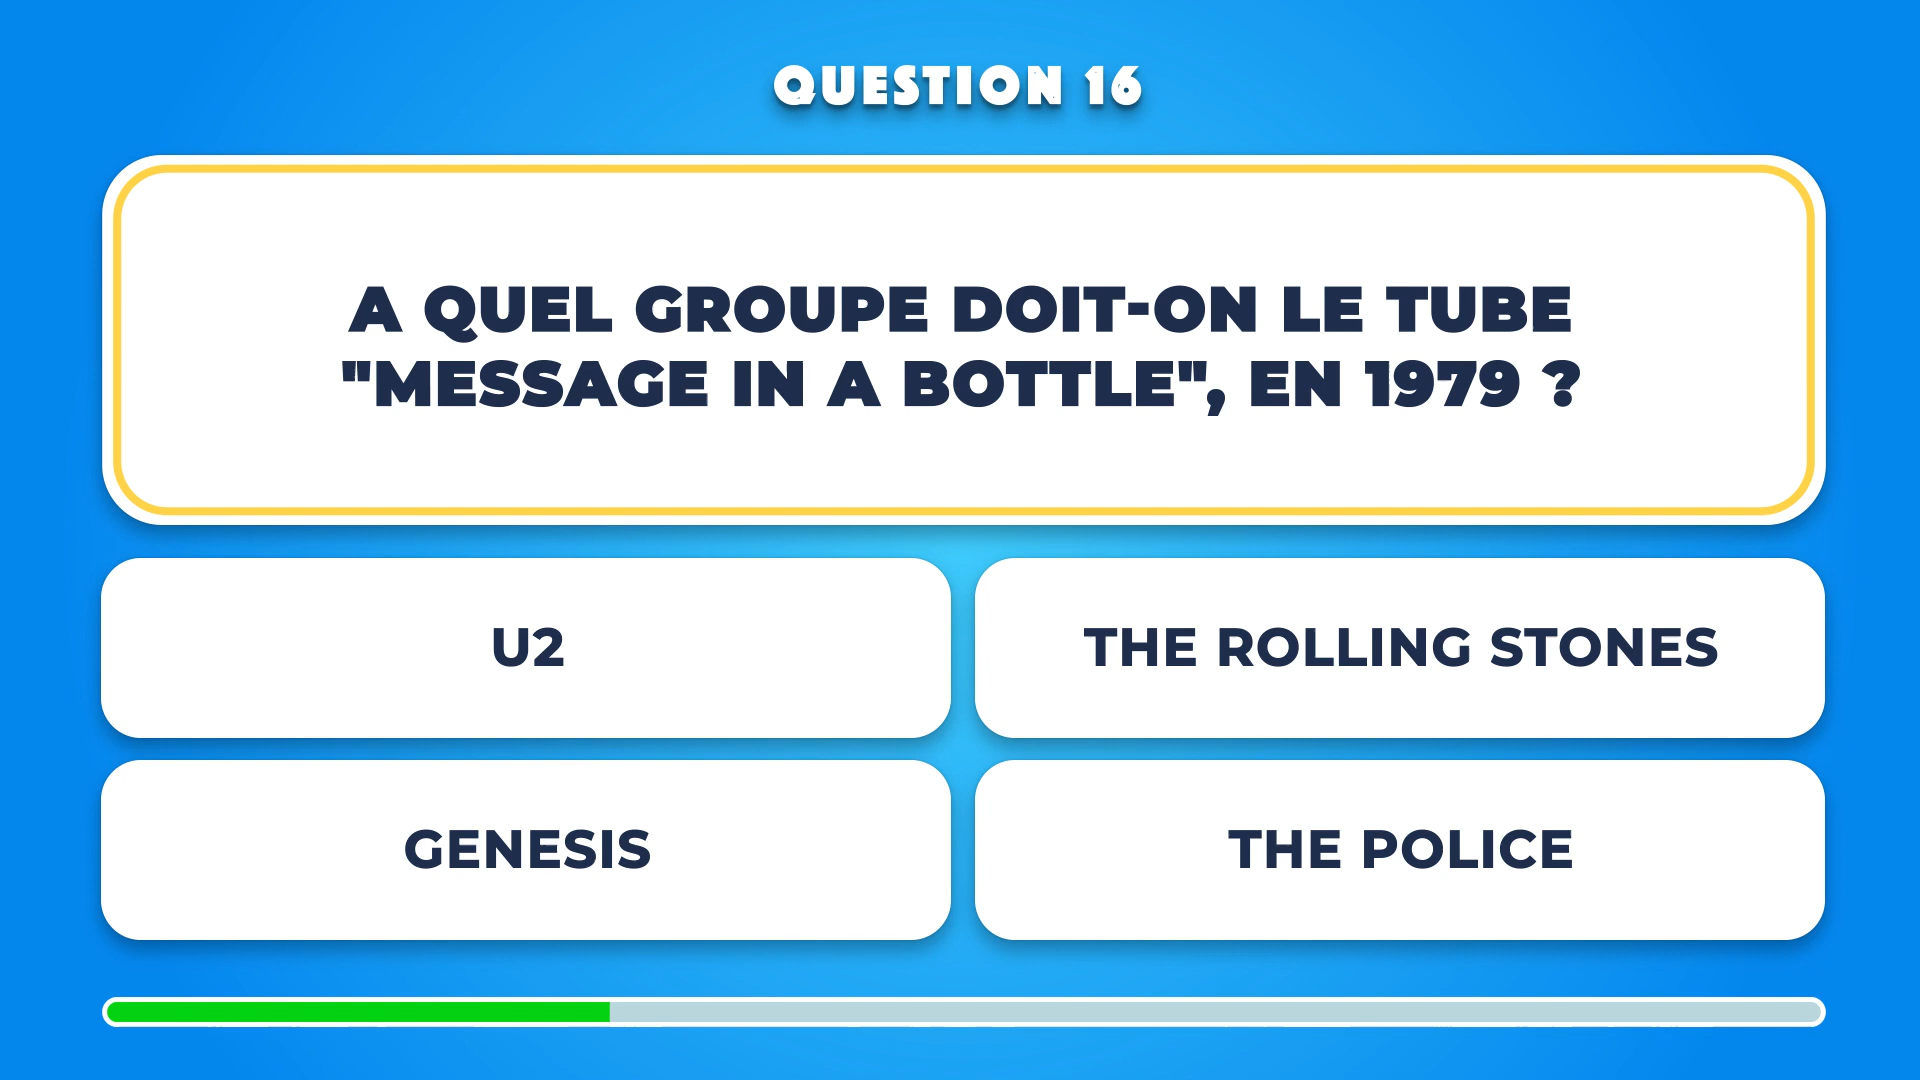 QUESTION 16
A QUEL GROUPE DOIT-ON LE TUBE
"MESSAGE IN A BOTTLE", EN 1979 ?
U2
THE ROLLING STONES
GENESIS
THE POLICE